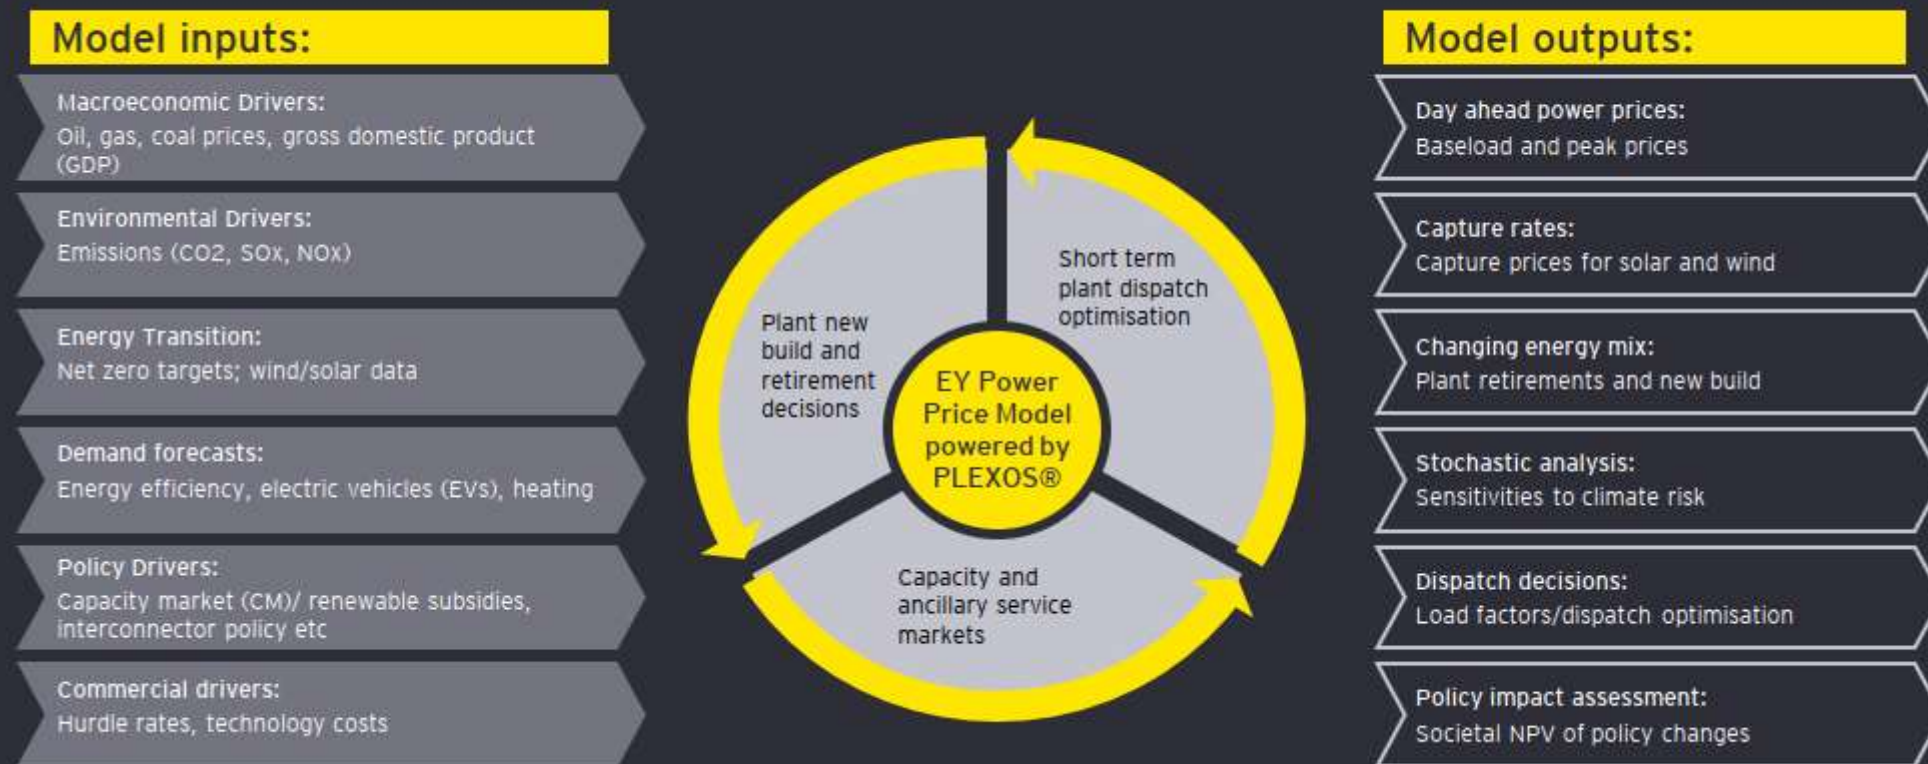 Model inputs:
Macroeconomic Drivers:
Oil, gas, coal prices, gross domestic product
(GDP)
Environmental Drivers:
Emissions (CO2, SOx, NOx)
Energy Transition:
Net zero targets; wind/solar data
Demand forecasts:
Energy efficiency, electric vehicles (EVs), heating
Policy Drivers:
Capacity market (CM)/ renewable subsidies,
interconnector policy etc
Commercial drivers:
Hurdle rates, technology costs
Plant new
build and
retirement
decisions
Short term
plant dispatch
optimisation
EY Power
Price Model
powered by
PLEXOS®
Capacity and
ancillary service
markets
Model outputs:
Day ahead power prices:
Baseload and peak prices
Capture rates:
Capture prices for solar and wind
Changing energy mix:
Plant retirements and new build
Stochastic analysis:
Sensitivities to climate risk
Dispatch decisions:
Load factors/dispatch optimisation
Policy impact assessment:
Societal NPV of policy changes